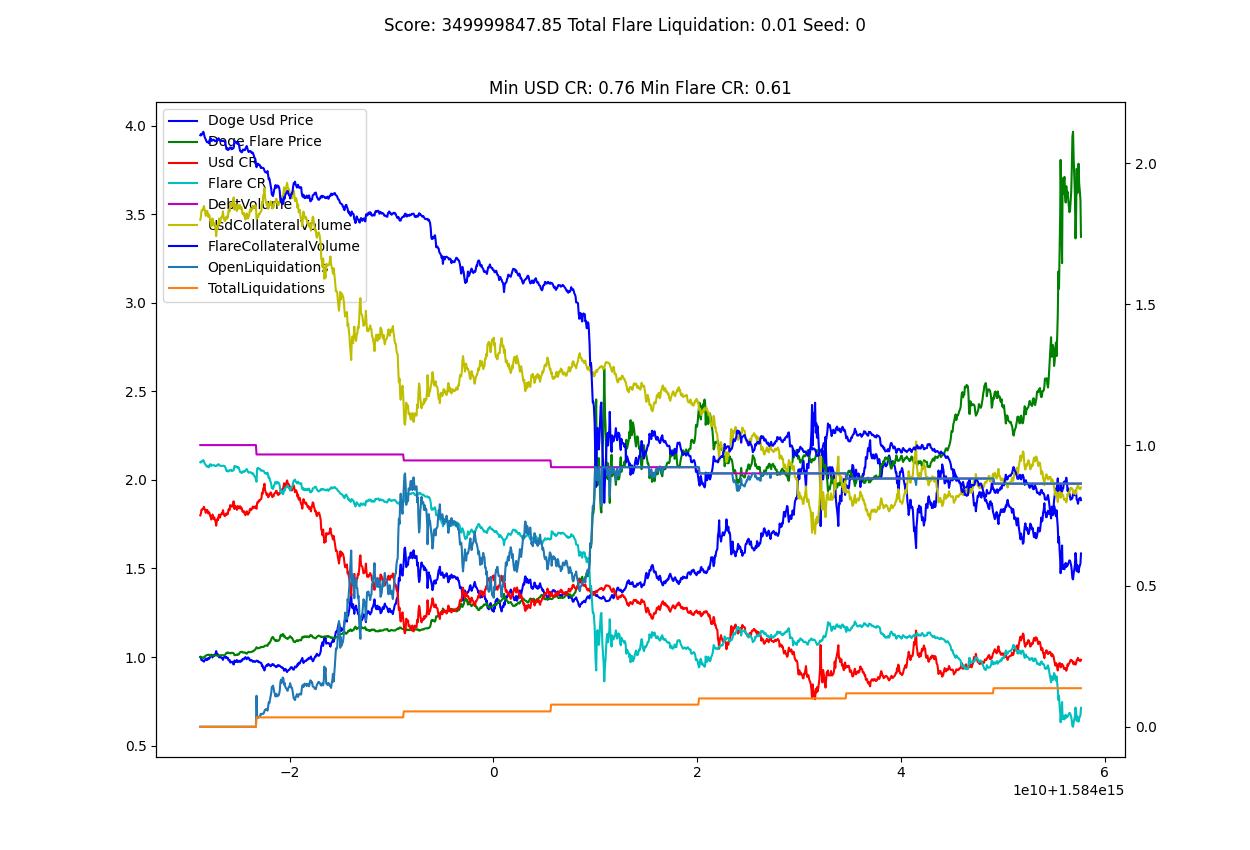 Score: 349999847.85 Total Flare Liquidation: 0.01 Seed: 0
Min USD CR: 0.76 Min Flare CR: 0.61
Doge Usd Price
Doge Flare Price
Usd CR
Flare CR
DebtVolume
UsdCollateralVolume
FlareCollateralVolume
OpenLiquidations
TotalLiquidations
4.0
3.5
3.0
2.5
2.0
1.5
1.0
0.5
2.0
1.5
1.0
0.5
0.0
−2 0 2 4 6
1e10+1.584e15